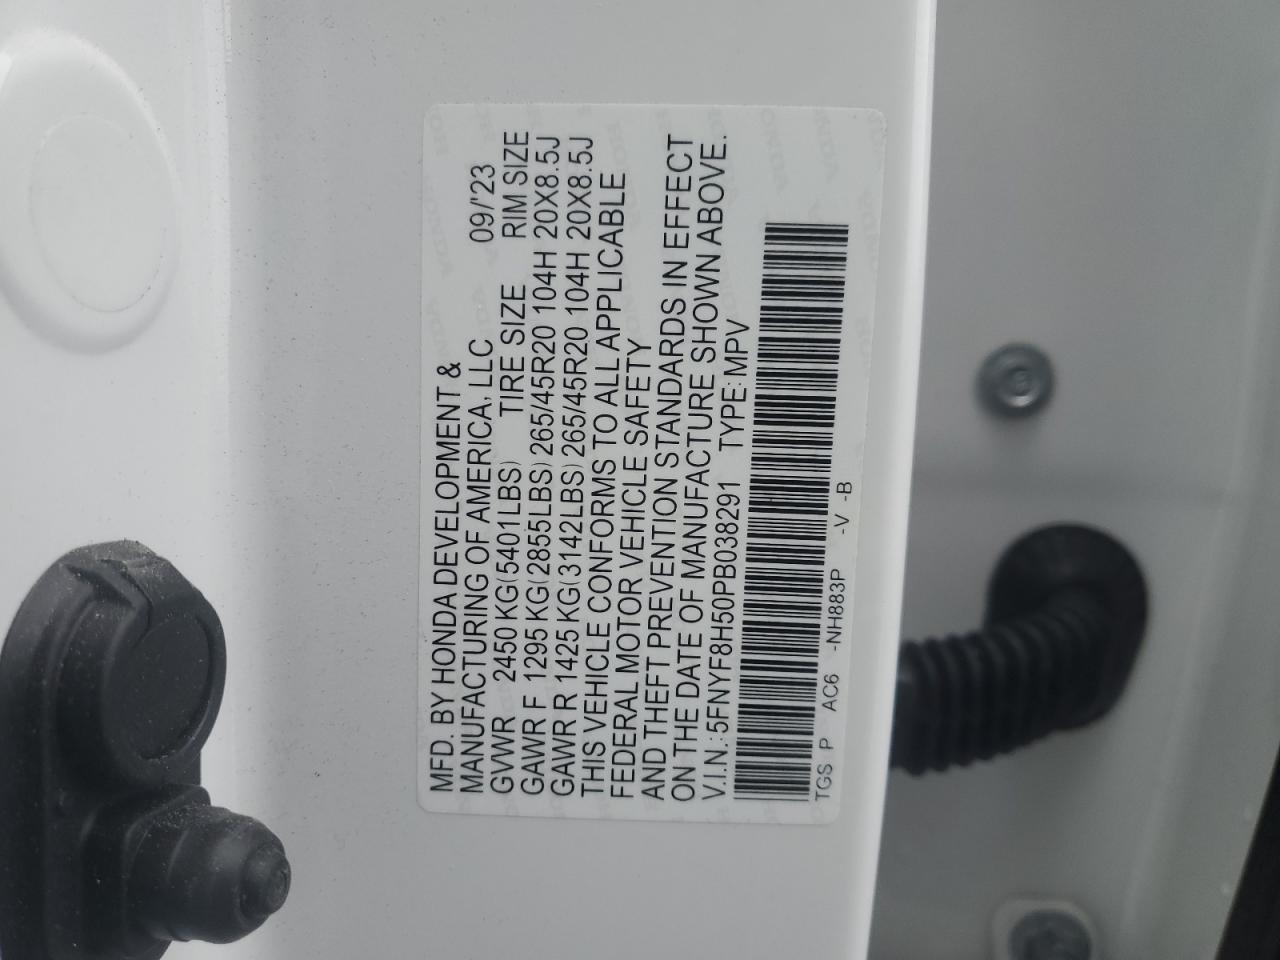 MFD. BY HONDA DEVELOPMENT &
MANUFACTURING OF AMERICA, LLC 09/'23
GVWR 2450 KG(5401LBS) TIRE SIZE RIM SIZE
GAWR F 1295 KG(2855LBS) 265/45R20 104H 20X8.5J
GAWR R 1425 KG(3142LBS) 265/45R20 104H 20X8.5J
THIS VEHICLE CONFORMS TO ALL APPLICABLE
FEDERAL MOTOR VEHICLE SAFETY
AND THEFT PREVENTION STANDARDS IN EFFECT
ON THE DATE OF MANUFACTURE SHOWN ABOVE.
V.I.N.: 5FNYF8H50PB038291 TYPE: MPV
TGS P AC6 -NH883P -V -B